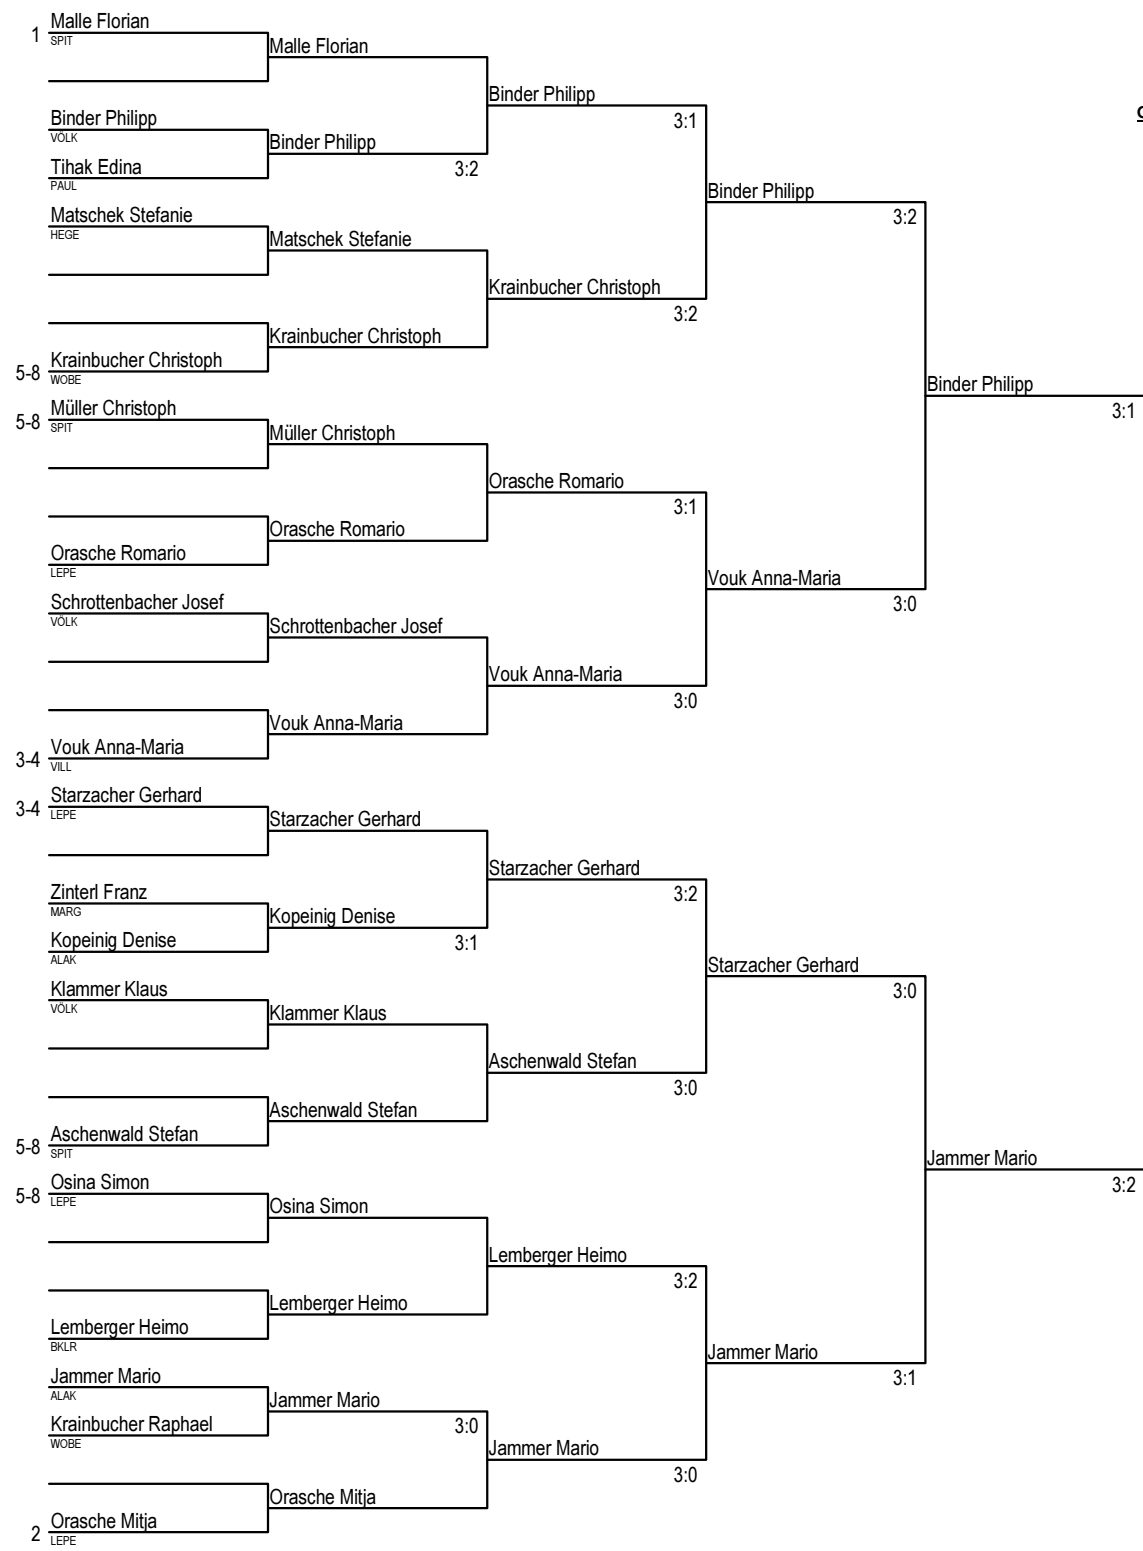 Malle Florian
1
SPIT
Malle Florian
Binder Philipp
3:1
Binder Philipp
VÖLK
Binder Philipp
3:2
Tihak Edina
PAUL
Binder Philipp
3:2
Matschek Stefanie
HEGE
Matschek Stefanie
Krainbucher Christoph
3:2
Krainbucher Christoph
Krainbucher Christoph
5-8
WOBE
Binder Philipp
3:1
Müller Christoph
5-8
SPIT
Müller Christoph
Orasche Romario
3:1
Orasche Romario
Orasche Romario
LEPE
Vouk Anna-Maria
3:0
Schrottenbacher Josef
VÖLK
Schrottenbacher Josef
Vouk Anna-Maria
3:0
Vouk Anna-Maria
Vouk Anna-Maria
3-4
VILL
Starzacher Gerhard
3-4
LEPE
Starzacher Gerhard
Starzacher Gerhard
3:2
Zinterl Franz
MARG
Kopeinig Denise
3:1
Kopeinig Denise
ALAK
Starzacher Gerhard
3:0
Klammer Klaus
VÖLK
Klammer Klaus
Aschenwald Stefan
3:0
Aschenwald Stefan
Aschenwald Stefan
5-8
SPIT
Jammer Mario
3:2
Osina Simon
5-8
LEPE
Osina Simon
Lemberger Heimo
3:2
Lemberger Heimo
Lemberger Heimo
BKLR
Jammer Mario
3:1
Jammer Mario
ALAK
Jammer Mario
3:0
Krainbucher Raphael
WOBE
Jammer Mario
3:0
Orasche Mitja
Orasche Mitja
2
LEPE